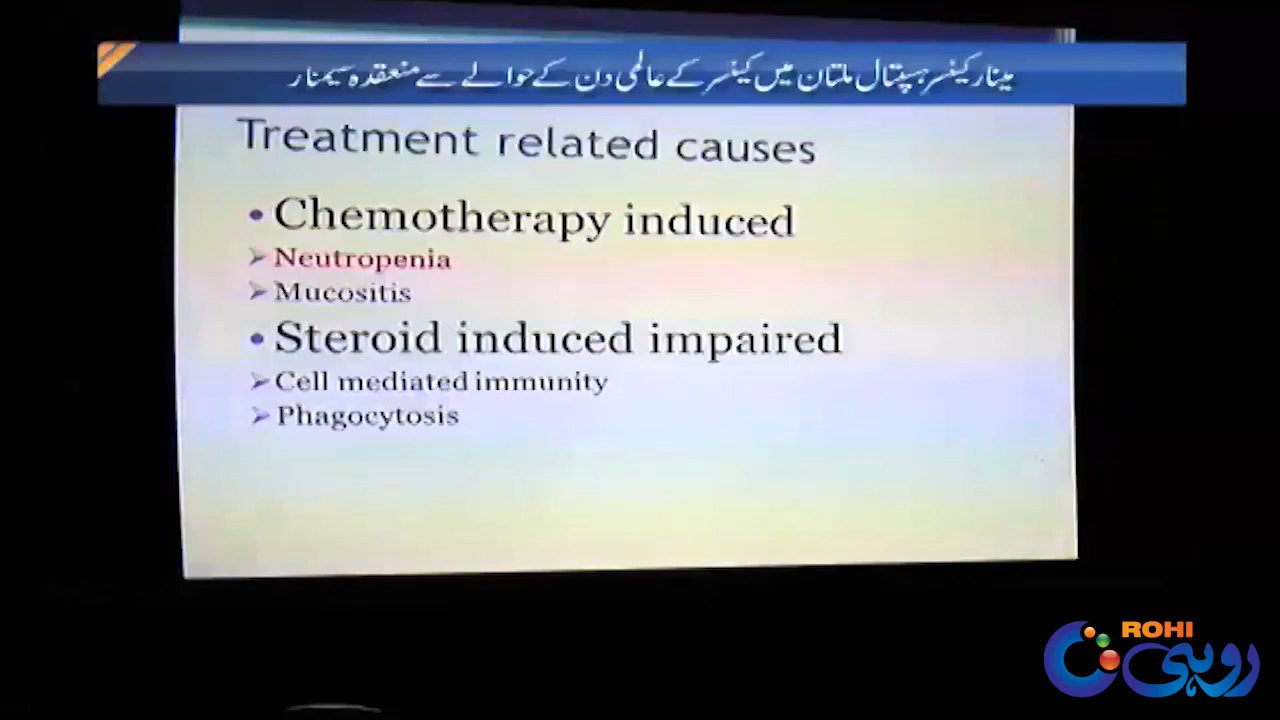 مینار کینسر ہسپتال ملتان میں کینسر کے عالمی دن کے حوالے سے منعقدہ سیمنار
Treatment related causes
• Chemotherapy induced
➢ Neutropenia
➢ Mucositis
• Steroid induced impaired
➢ Cell mediated immunity
➢ Phagocytosis
ROHI
روہی